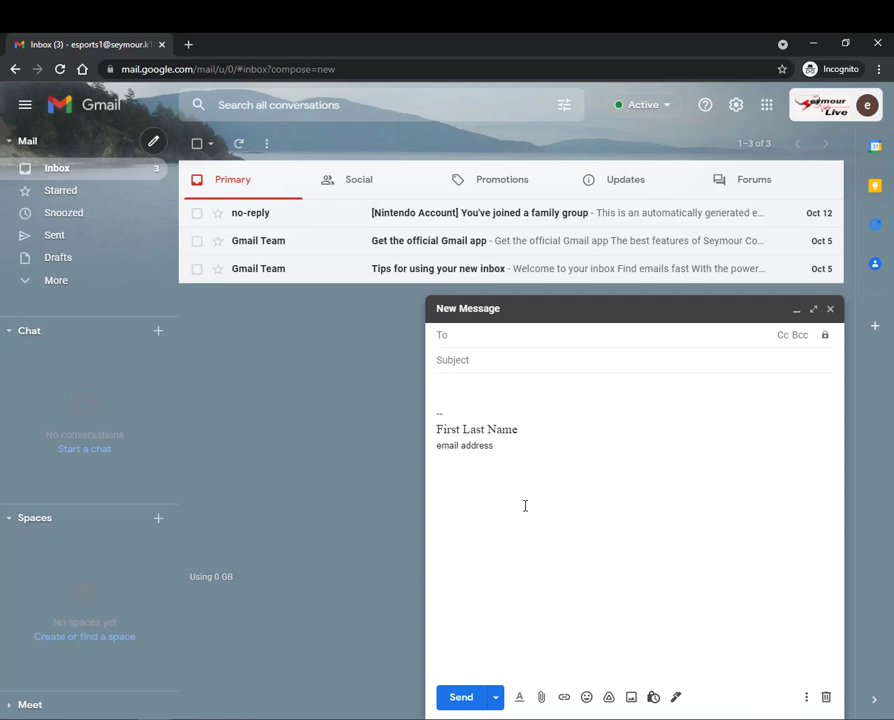 Inbox (3) - esports1@seymour.k1
mail.google.com/mail/u/0/#inbox?compose=new
Incognito
Gmail
Search all conversations
Active
Seymour
Live
e
Mail
1–3 of 3
Inbox 3
Starred
Snoozed
Sent
Drafts
More
Primary
Social
Promotions
Updates
Forums
no-reply [Nintendo Account] You've joined a family group - This is an automatically generated e... Oct 12
Gmail Team Get the official Gmail app - Get the official Gmail app The best features of Seymour Co... Oct 5
Gmail Team Tips for using your new inbox - Welcome to your inbox Find emails fast With the power... Oct 5
Chat
No conversations
Start a chat
Spaces
No spaces yet
Create or find a space
Meet
Using 0 GB
New Message
To Cc Bcc
Subject
--
First Last Name
email address
Send
31